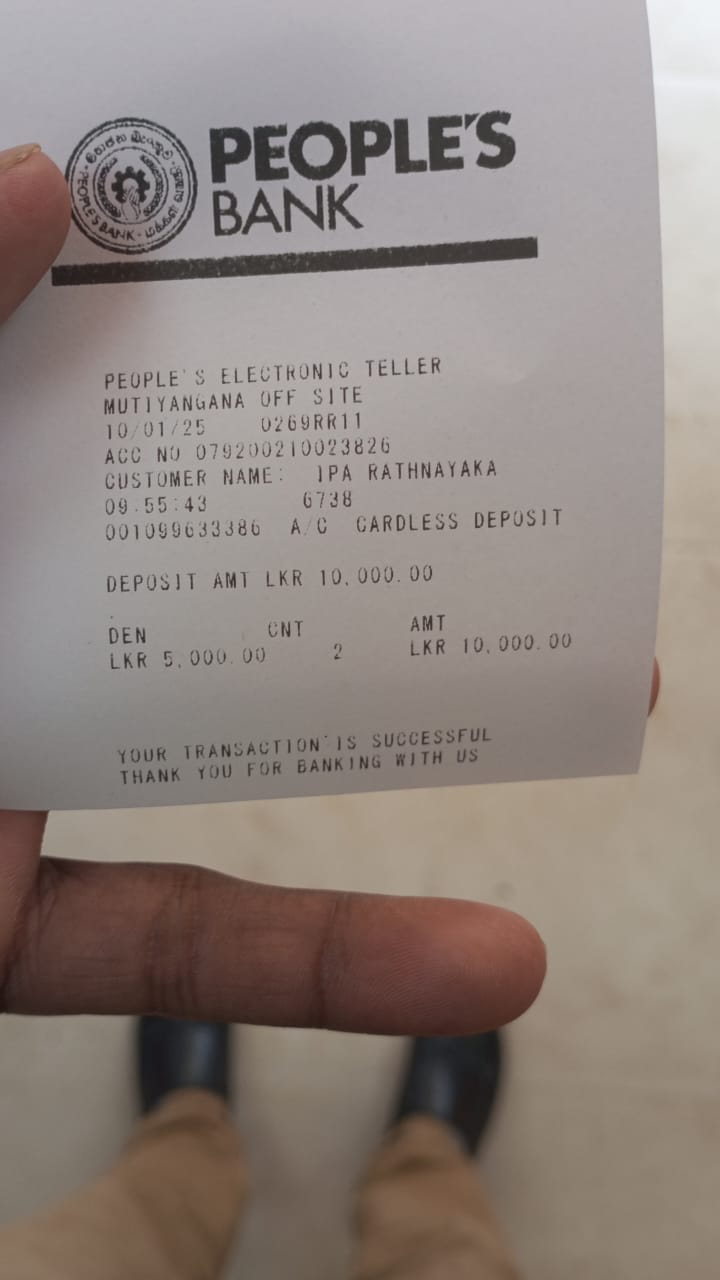 PEOPLE'S
BANK
PEOPLE'S BANK
PEOPLE'S ELECTRONIC TELLER
MUTIYANGANA OFF SITE
10/01/25 0269RR11
ACC NO 079200210023826
CUSTOMER NAME: IPA RATHNAYAKA
09:55:43 6738
001099633386 A/C CARDLESS DEPOSIT
DEPOSIT AMT LKR 10,000.00
DEN CNT AMT
LKR 5,000.00 2 LKR 10,000.00
YOUR TRANSACTION IS SUCCESSFUL
THANK YOU FOR BANKING WITH US